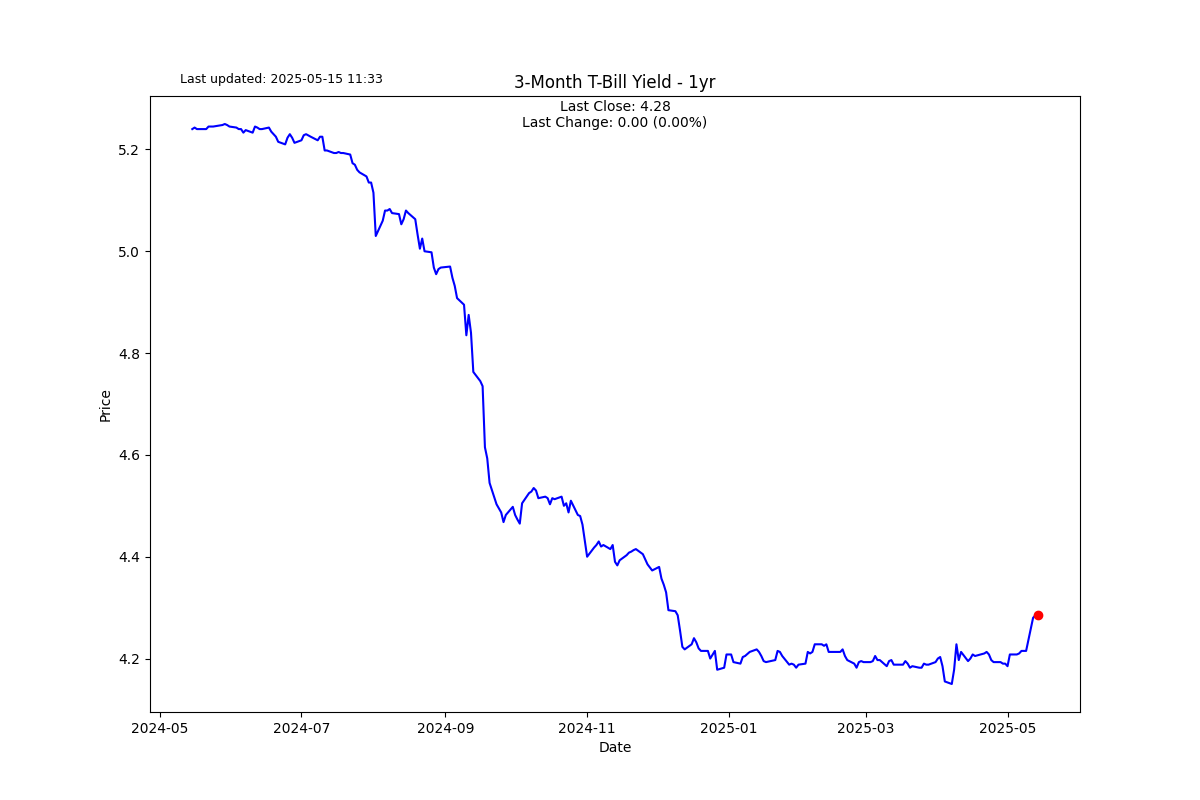 Last updated: 2025-05-15 11:33
3-Month T-Bill Yield - 1yr
Last Close: 4.28
Last Change: 0.00 (0.00%)
5.2
5.0
4.8
4.6
4.4
4.2
Price
2024-05
2024-07
2024-09
2024-11
2025-01
2025-03
2025-05
Date